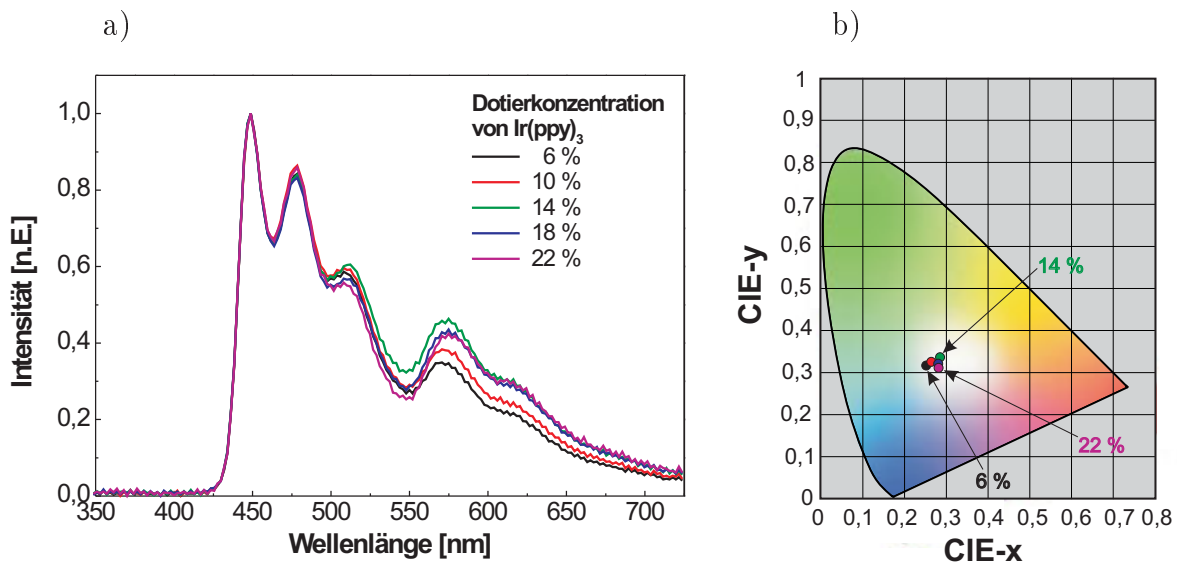 a)
Intensität [n.E.]
1,0
0,8
0,6
0,4
0,2
0,0
350 400 450 500 550 600 650 700
Wellenlänge [nm]
Dotierkonzentration
von Ir(ppy)3
6 %
10 %
14 %
18 %
22 %
b)
CIE-y
1
0,9
0,8
0,7
0,6
0,5
0,4
0,3
0,2
0,1
0
0 0,1 0,2 0,3 0,4 0,5 0,6 0,7 0,8
CIE-x
14 %
22 %
6 %